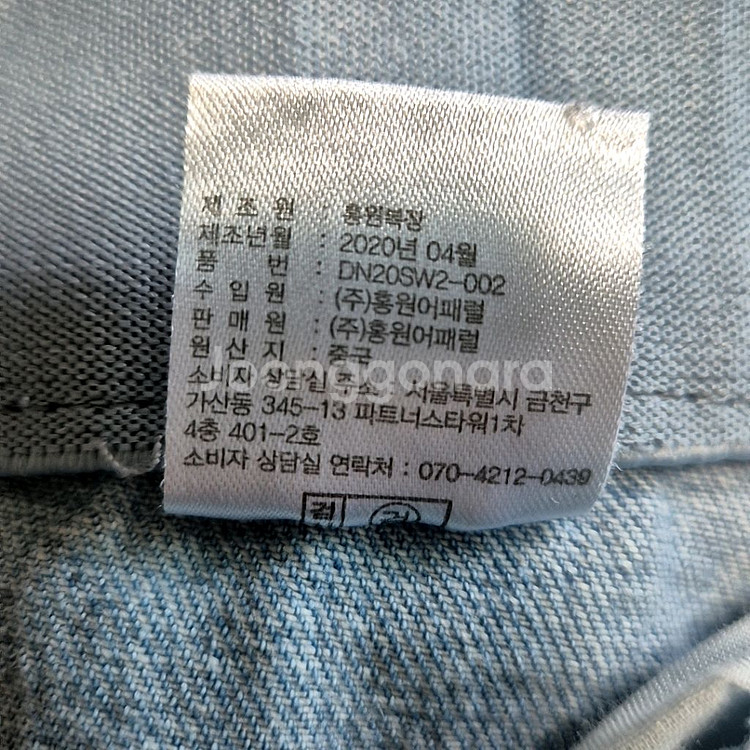 제 조 원 : 홍원복장
제조년월 : 2020년 04월
품 번 : DN20SW2-002
수 입 원 : (주)홍원어패럴
판 매 원 : (주)홍원어패럴
원 산 지 : 중국
Joonggonara
소비자 상담실 주소 : 서울특별시 금천구
가산동 345-13 파트너스타워1차
4층 401-2호
소비자 상담실 연락처 : 070-4212-0439
검